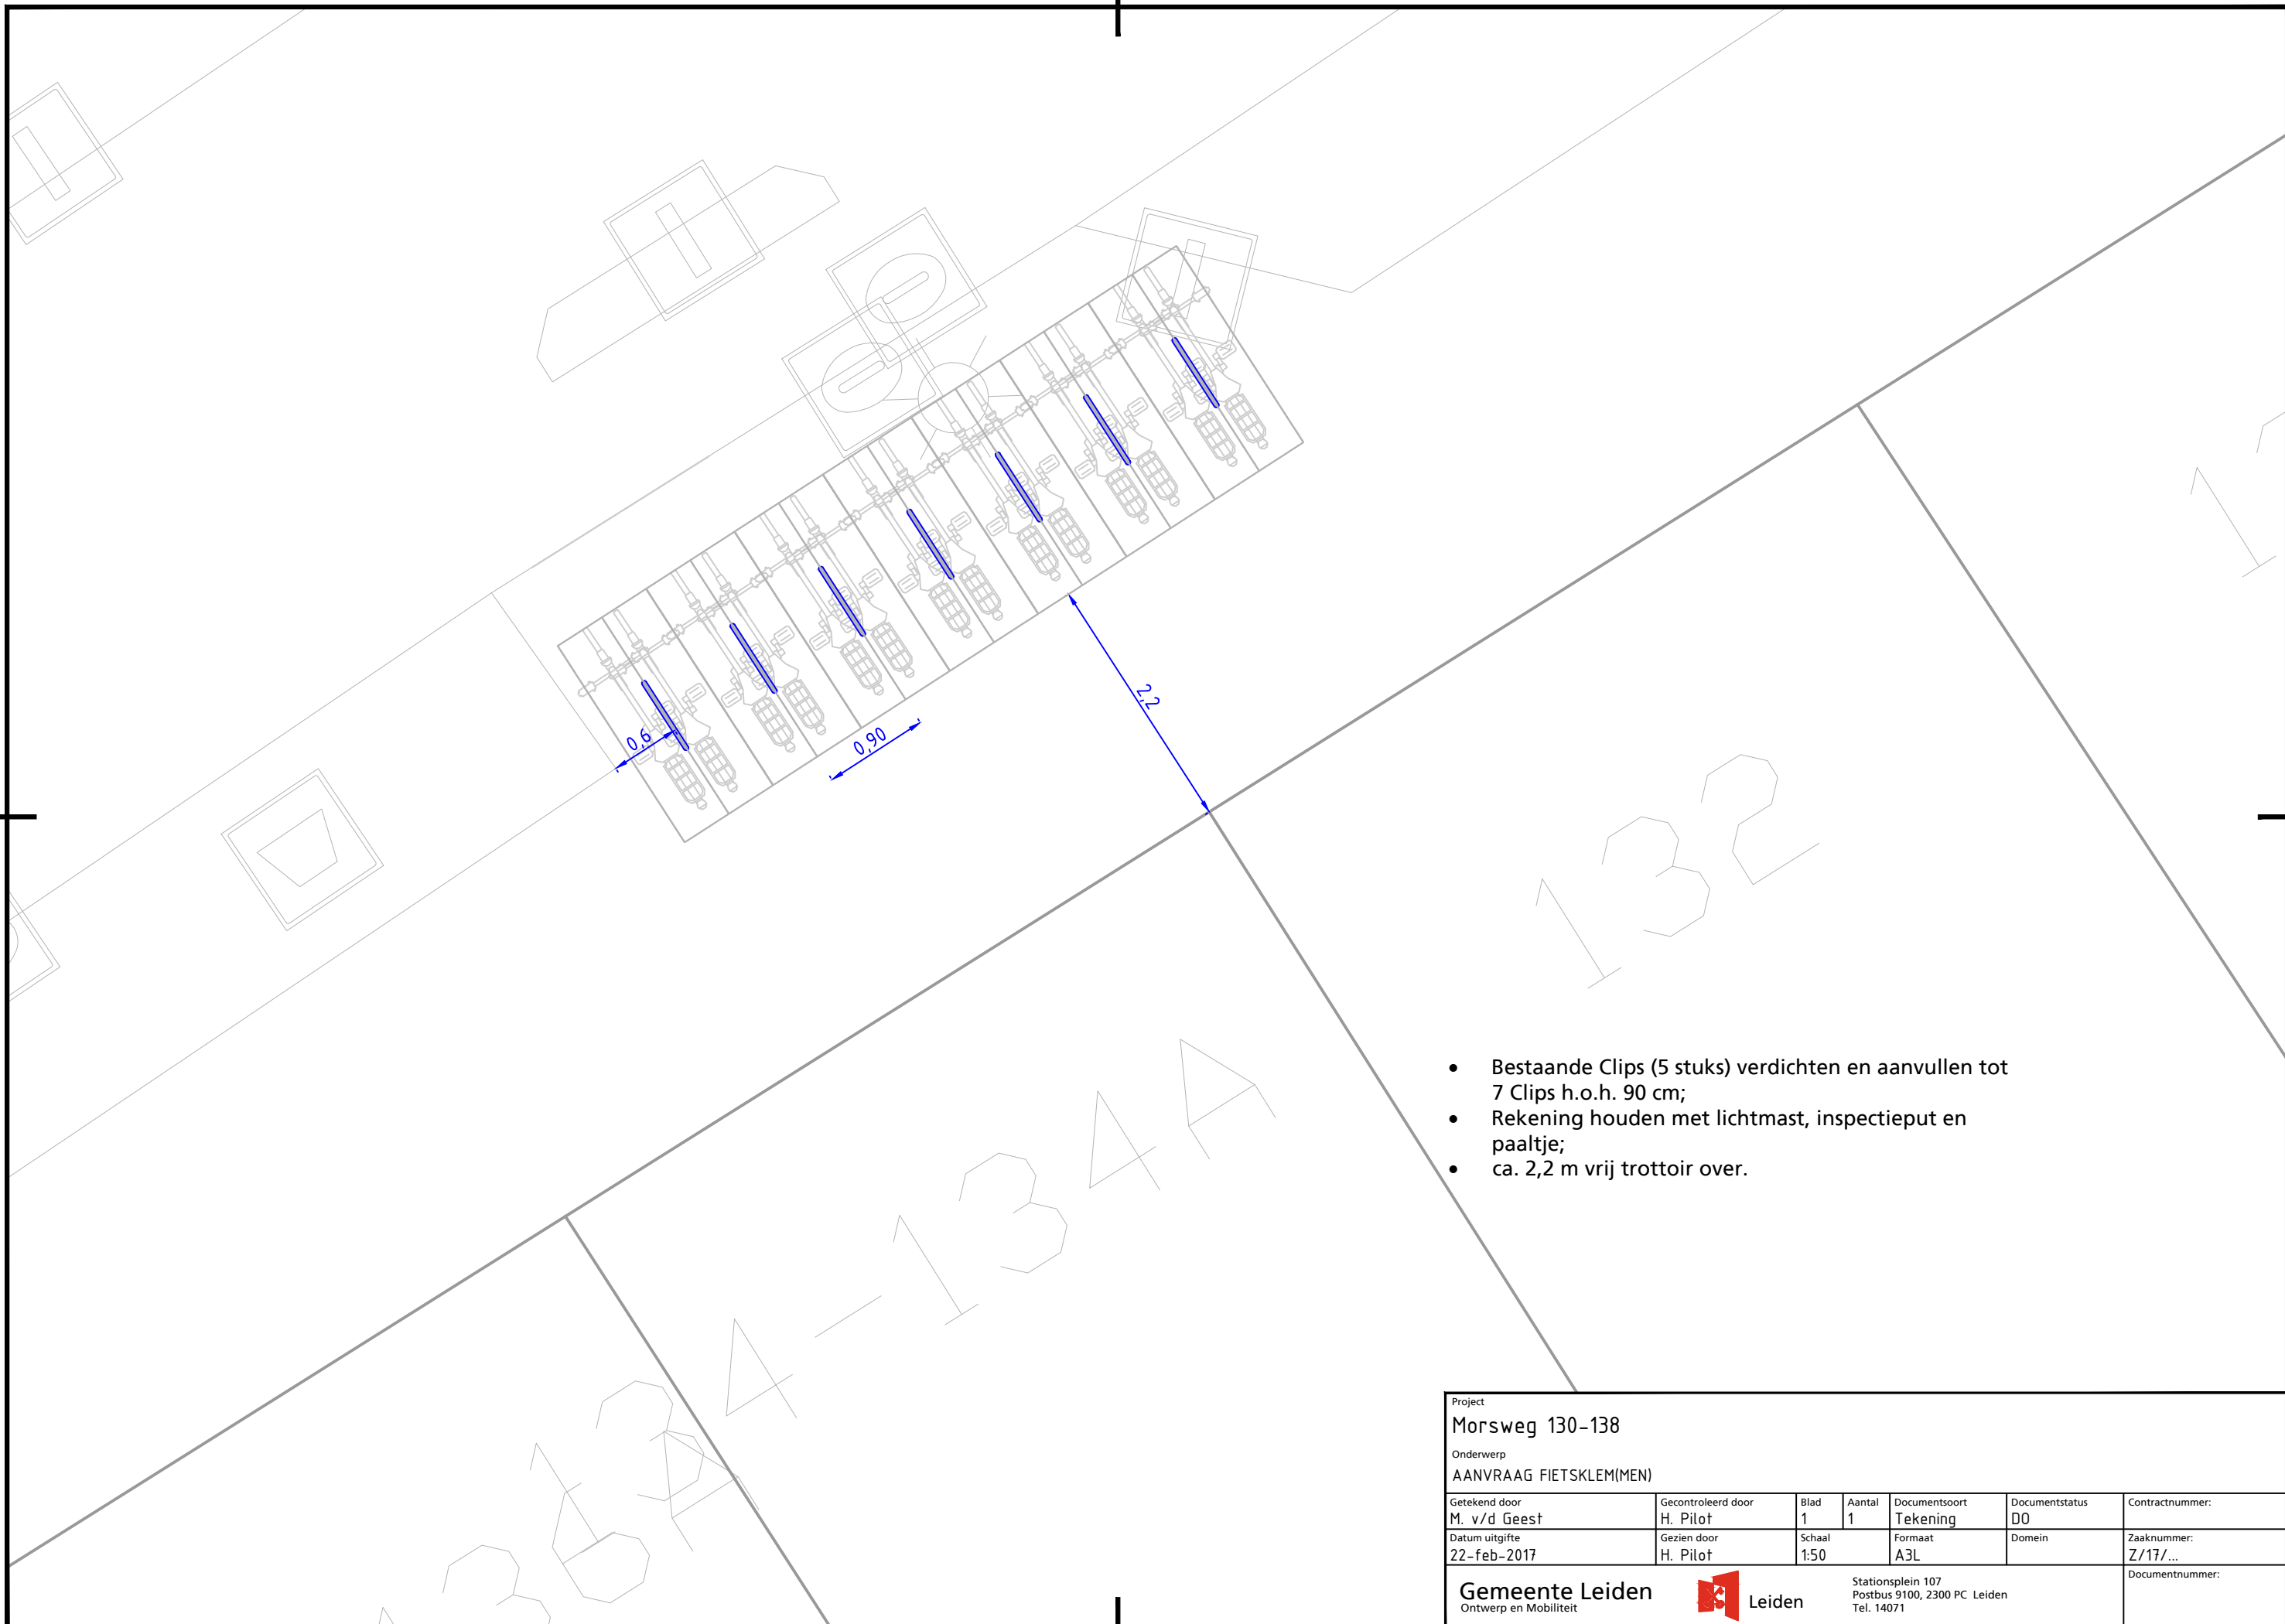 0,6
0,90
2,2
132
134-134A
• Bestaande Clips (5 stuks) verdichten en aanvullen tot
7 Clips h.o.h. 90 cm;
• Rekening houden met lichtmast, inspectieput en
paaltje;
• ca. 2,2 m vrij trottoir over.
Project
Morsweg 130-138
Onderwerp
AANVRAAG FIETSKLEM(MEN)
Getekend door Gecontroleerd door Blad Aantal Documentsoort Documentstatus Contractnummer:
M. v/d Geest H. Pilot 1 1 Tekening DO
Datum uitgifte Gezien door Schaal Formaat Domein Zaaknummer:
22-feb-2017 H. Pilot 1:50 A3L Z/17/...
Documentnummer:
Gemeente Leiden
Ontwerp en Mobiliteit
Leiden
Stationsplein 107
Postbus 9100, 2300 PC Leiden
Tel. 14071